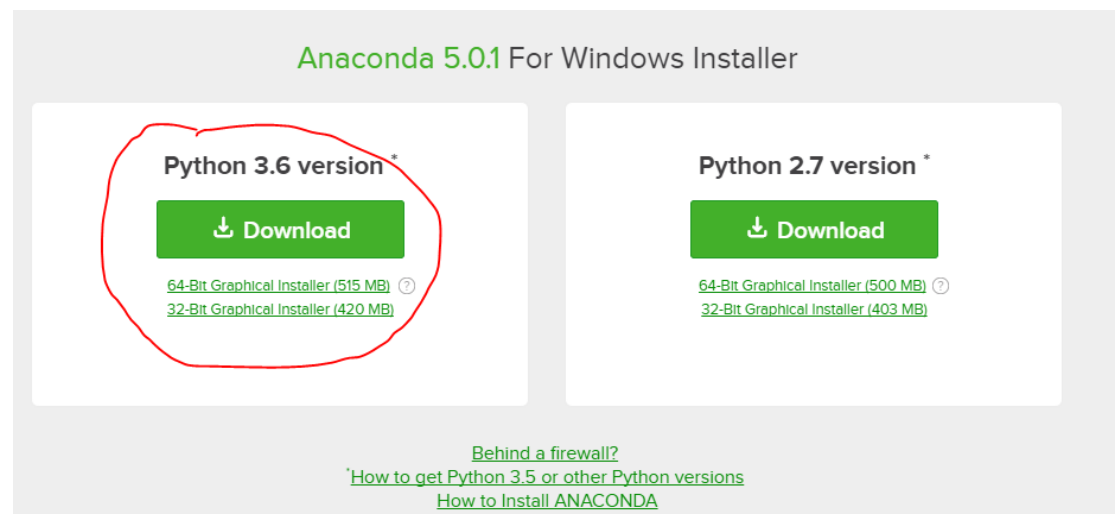 Anaconda 5.0.1 For Windows Installer
Python 3.6 version *
Download
64-Bit Graphical Installer (515 MB) ?
32-Bit Graphical Installer (420 MB)
Python 2.7 version *
Download
64-Bit Graphical Installer (500 MB) ?
32-Bit Graphical Installer (403 MB)
Behind a firewall?
*How to get Python 3.5 or other Python versions
How to Install ANACONDA